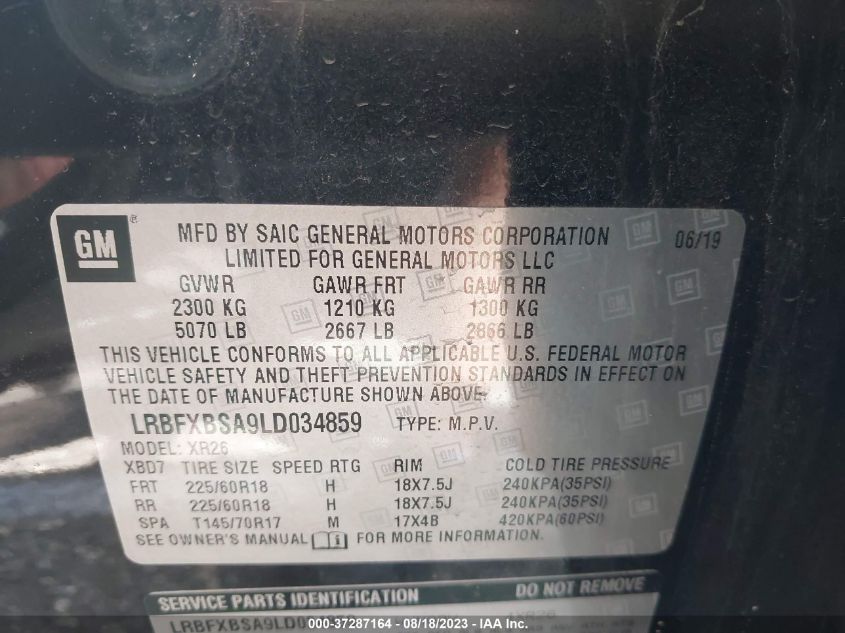 GM
MFD BY SAIC GENERAL MOTORS CORPORATION 06/19
LIMITED FOR GENERAL MOTORS LLC
GVWR GAWR FRT GAWR RR
2300 KG 1210 KG 1300 KG
5070 LB 2667 LB 2866 LB
THIS VEHICLE CONFORMS TO ALL APPLICABLE U.S. FEDERAL MOTOR
VEHICLE SAFETY AND THEFT PREVENTION STANDARDS IN EFFECT ON
THE DATE OF MANUFACTURE SHOWN ABOVE.
LRBFXBSA9LD034859 TYPE: M.P.V.
MODEL: XR26
XBD7 TIRE SIZE SPEED RTG RIM COLD TIRE PRESSURE
FRT 225/60R18 H 18X7.5J 240KPA(35PSI)
RR 225/60R18 H 18X7.5J 240KPA(35PSI)
SPA T145/70R17 M 17X4B 420KPA(60PSI)
SEE OWNER'S MANUAL FOR MORE INFORMATION.
SERVICE PARTS IDENTIFICATION DO NOT REMOVE
000-37287164 - 08/18/2023 - IAA Inc.